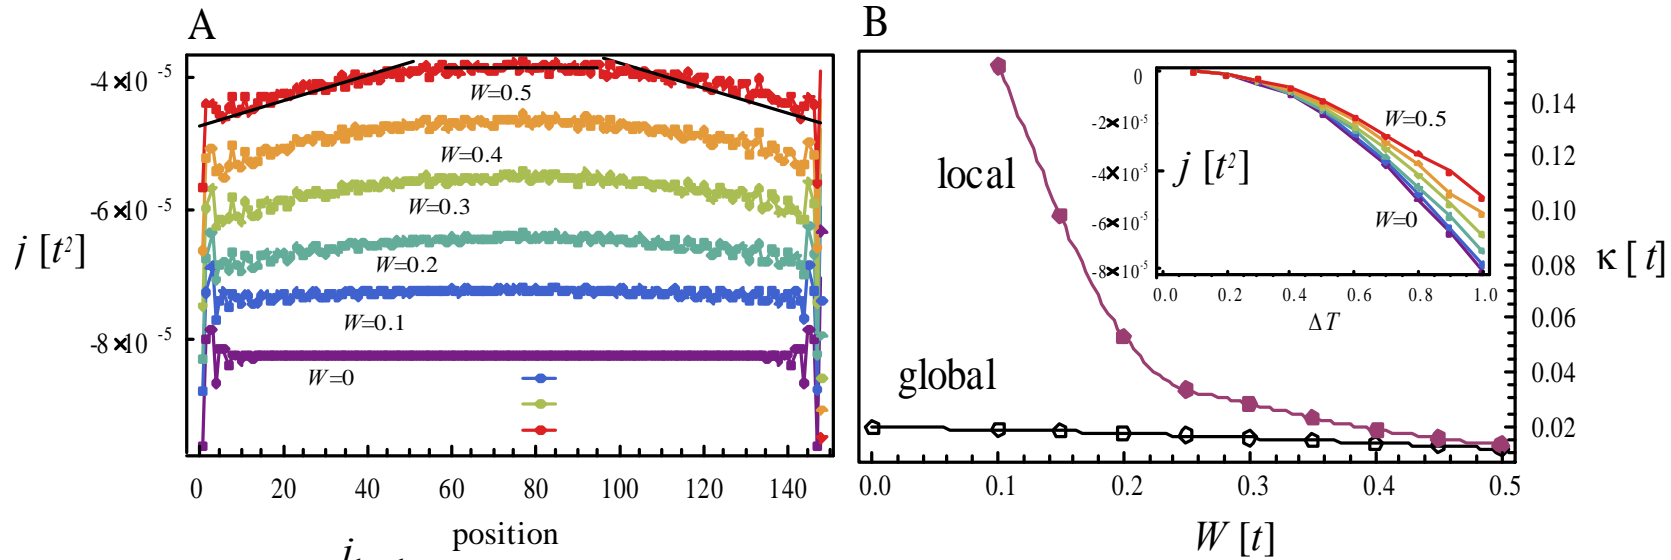 A
-4×10 -5
-6×10 -5
-8×10 -5
j [t²]
W=0.5
W=0.4
W=0.3
W=0.2
W=0.1
W=0
0 20 40 60 80 100 120 140
position
B
local
global
0.14
0.12
0.10
0.08
0.06
0.04
0.02
κ [t]
0.0 0.1 0.2 0.3 0.4 0.5
W [t]
0
-2×10 -5
-4×10 -5
-6×10 -5
-8×10 -5
j [t²]
W=0.5
W=0
0.0 0.2 0.4 0.6 0.8 1.0
ΔT